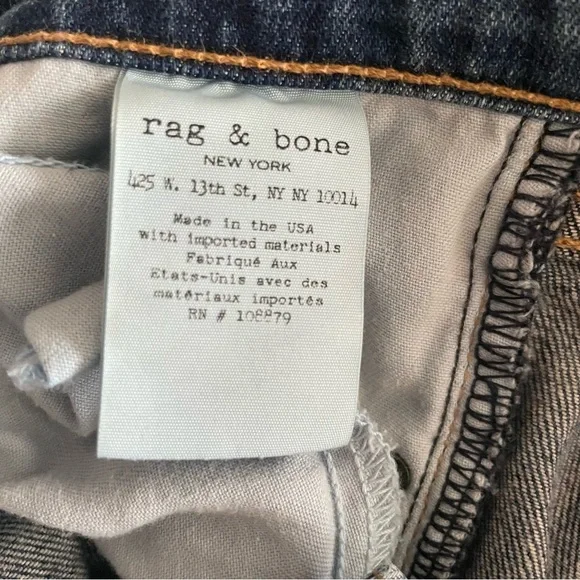 rag & bone
NEW YORK
425 W. 13th St, NY NY 10014
Made in the USA
with imported materials
Fabriqué Aux
Etats-Unis avec des
matériaux importés
RN # 108879